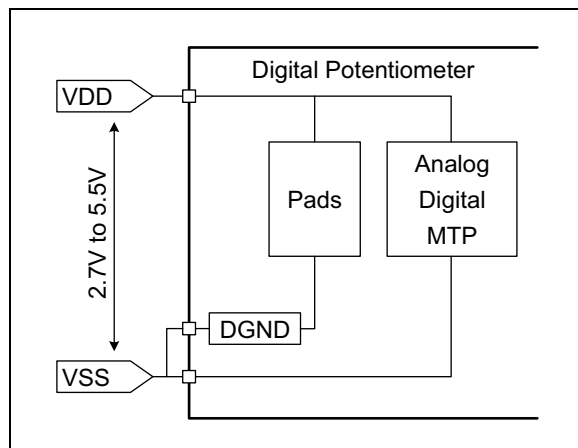 Digital Potentiometer
VDD
2.7V to 5.5V
Pads
Analog
Digital
MTP
DGND
VSS